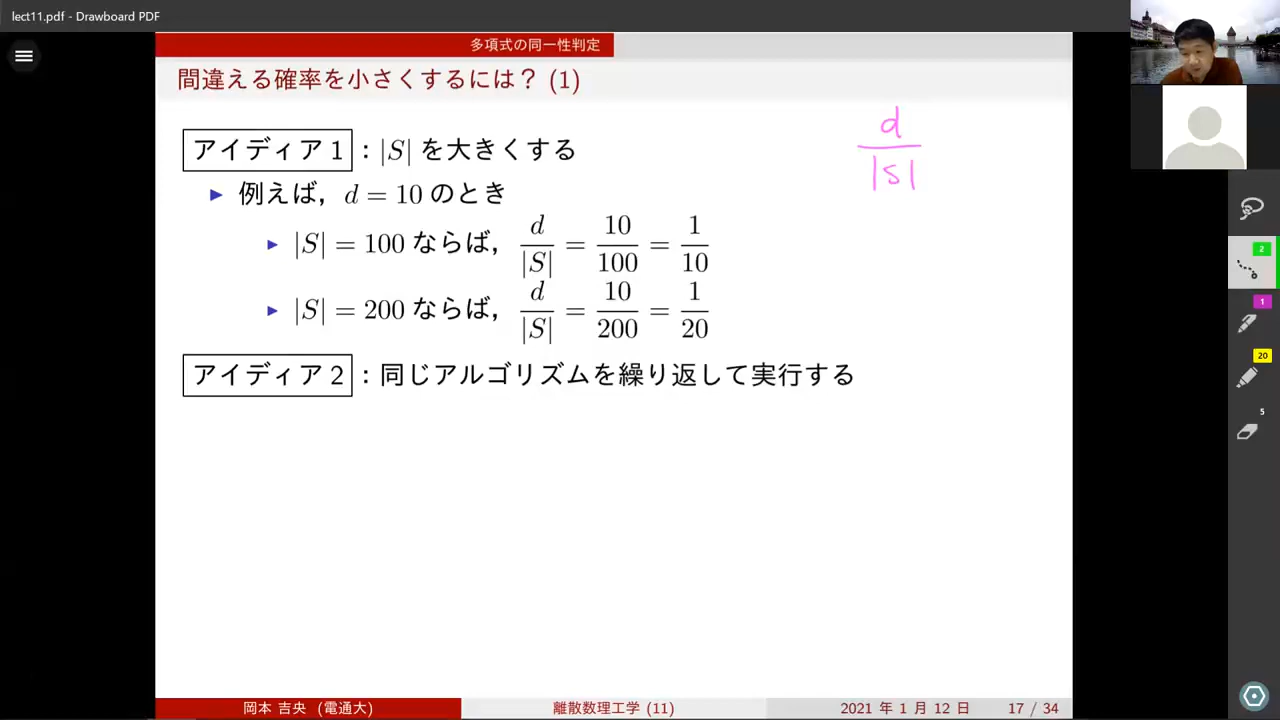 lect11.pdf - Drawboard PDF
多項式の同一性判定
間違える確率を小さくするには？ (1)
d
|S|
アイディア 1 : |S| を大きくする
▶ 例えば，d = 10 のとき
▶ |S| = 100 ならば，d/|S| = 10/100 = 1/10
▶ |S| = 200 ならば，d/|S| = 10/200 = 1/20
アイディア 2 : 同じアルゴリズムを繰り返して実行する
2
1
20
5
岡本 吉央 (電通大) 離散数理工学 (11) 2021 年 1 月 12 日 17 / 34